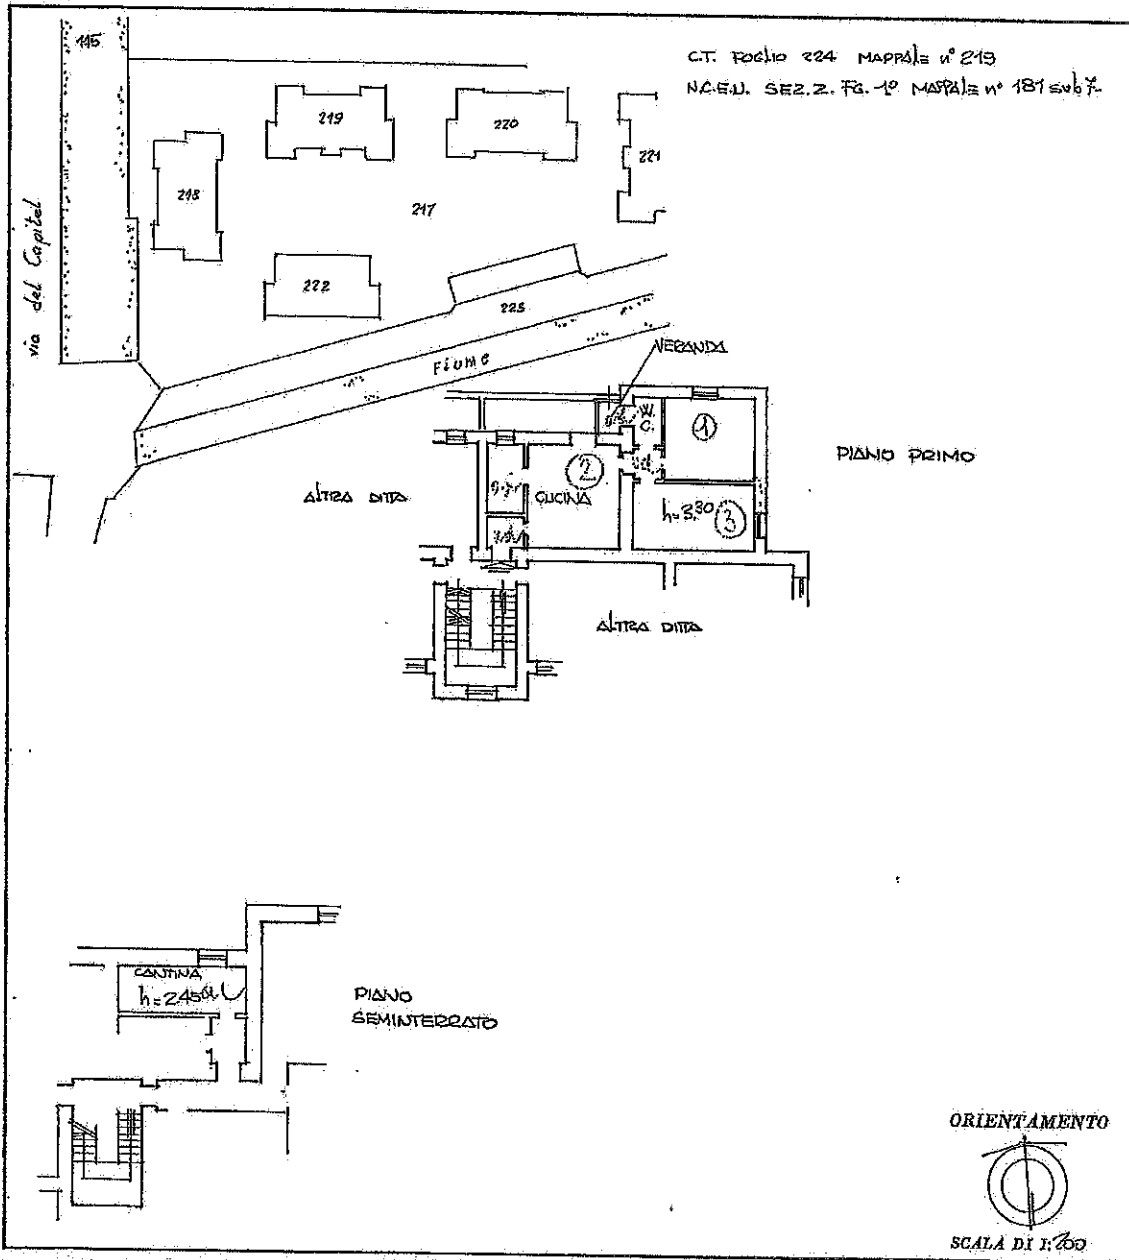 115
C.T. FOGLIO 224 MAPPALE n° 219
N.C.E.U. SEZ. Z. FG. 1° MAPPALE n° 181 sub 7
219
220
221
218
217
via del Capitel
222
223
Fiume
VERANDA
W.C.
1
2
PIANO PRIMO
ALTRA DITTA
CUCINA
h=3,30
3
ALTRA DITTA
CANTINA
h=2,45
PIANO
SEMINTERRATO
ORIENTAMENTO
SCALA DI 1:200